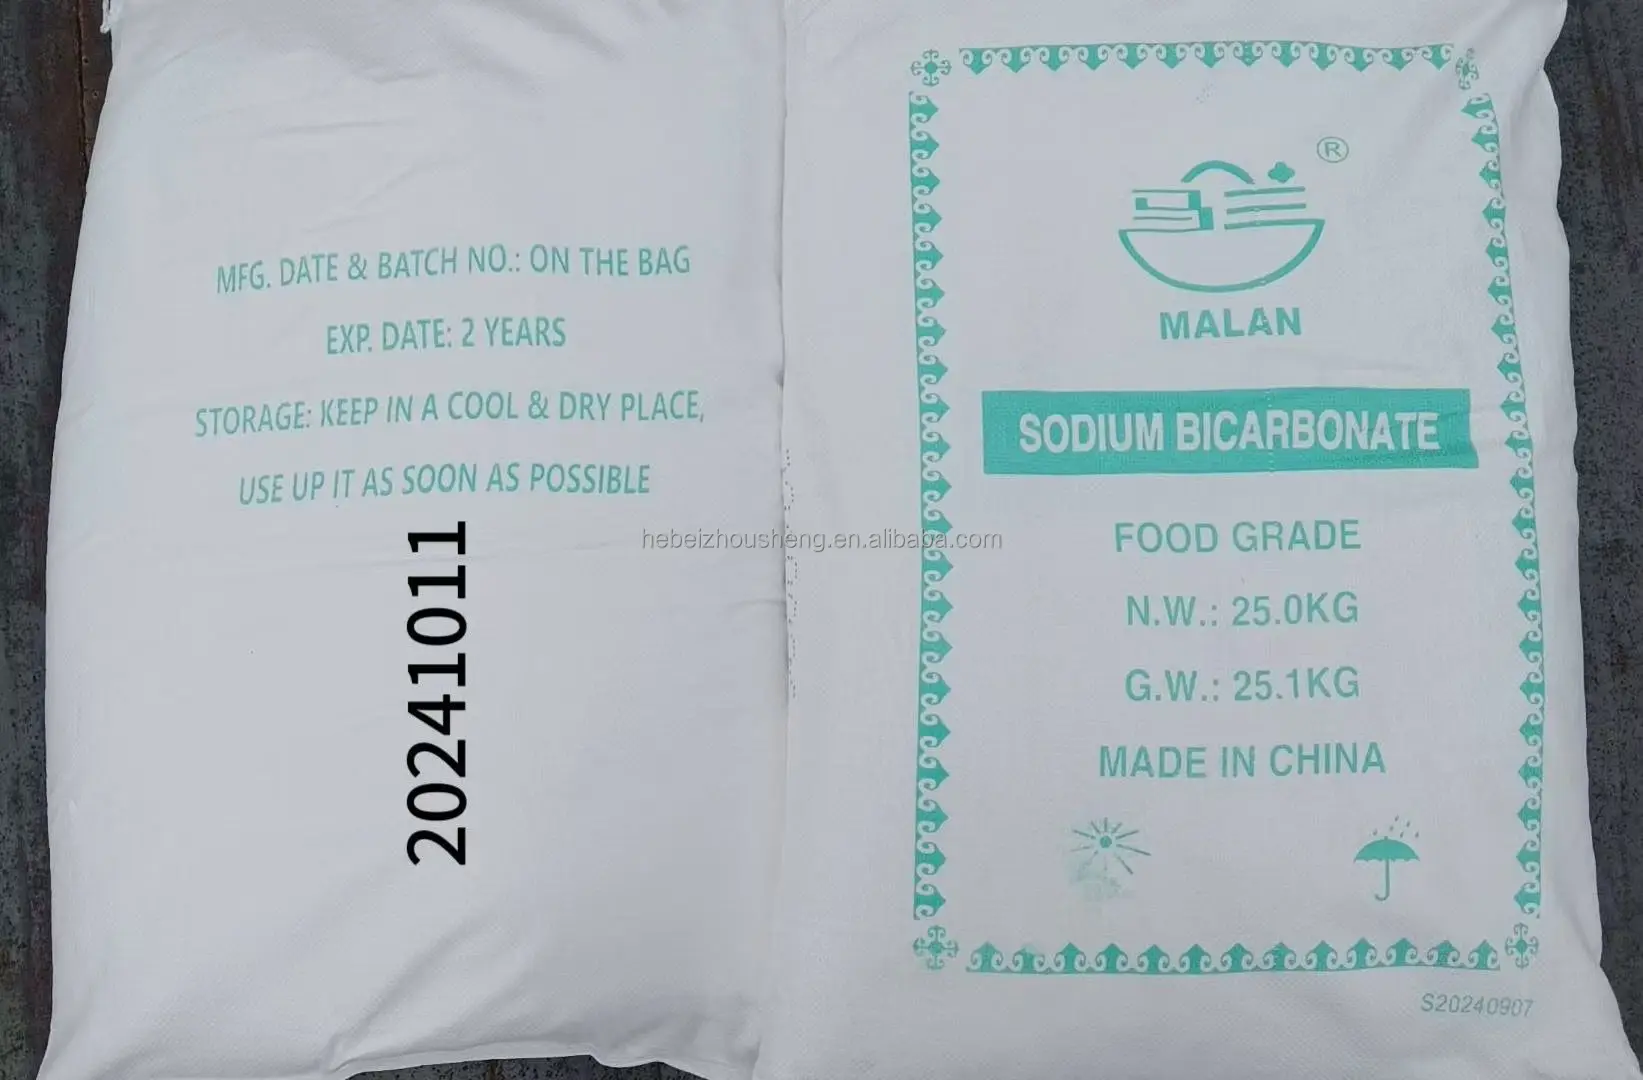 MFG. DATE & BATCH NO.: ON THE BAG
EXP. DATE: 2 YEARS
STORAGE: KEEP IN A COOL & DRY PLACE,
USE UP IT AS SOON AS POSSIBLE
20241011
hebeizhousheng.en.alibaba.com
®
MALAN
SODIUM BICARBONATE
FOOD GRADE
N.W.: 25.0KG
G.W.: 25.1KG
MADE IN CHINA
S20240907